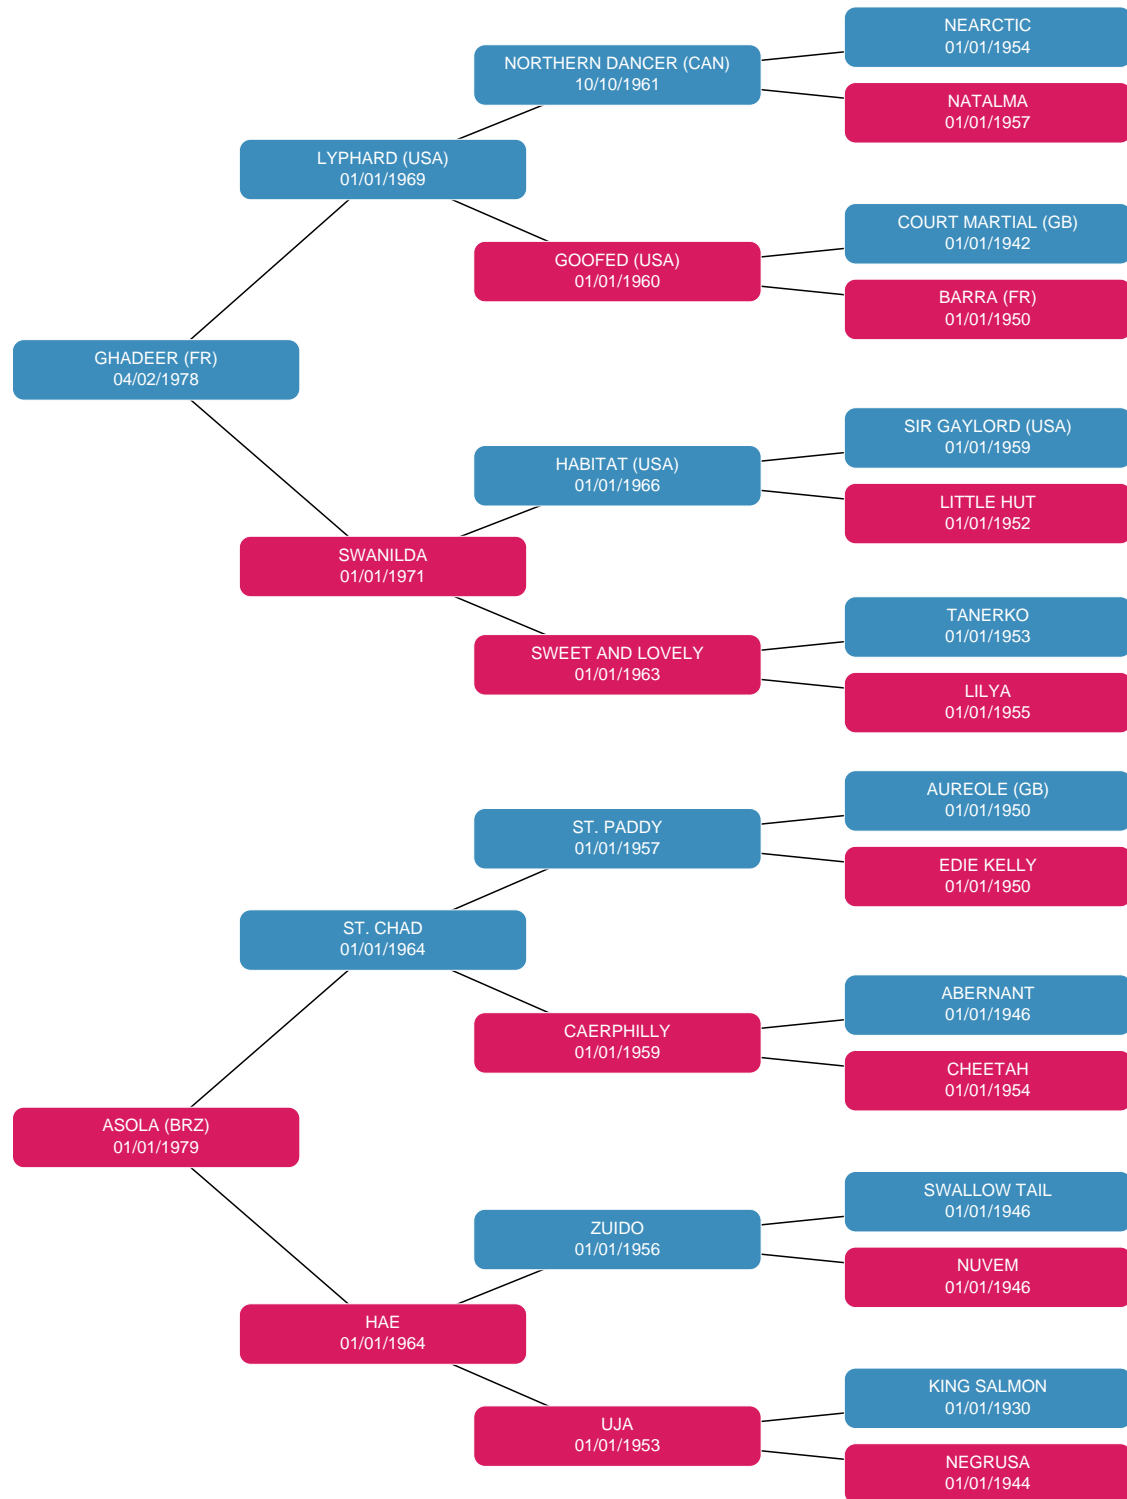 NEARCTIC
01/01/1954
NORTHERN DANCER (CAN)
10/10/1961
NATALMA
01/01/1957
LYPHARD (USA)
01/01/1969
COURT MARTIAL (GB)
01/01/1942
GOOFED (USA)
01/01/1960
BARRA (FR)
01/01/1950
GHADEER (FR)
04/02/1978
SIR GAYLORD (USA)
01/01/1959
HABITAT (USA)
01/01/1966
LITTLE HUT
01/01/1952
SWANILDA
01/01/1971
TANERKO
01/01/1953
SWEET AND LOVELY
01/01/1963
LILYA
01/01/1955
AUREOLE (GB)
01/01/1950
ST. PADDY
01/01/1957
EDIE KELLY
01/01/1950
ST. CHAD
01/01/1964
ABERNANT
01/01/1946
CAERPHILLY
01/01/1959
CHEETAH
01/01/1954
ASOLA (BRZ)
01/01/1979
SWALLOW TAIL
01/01/1946
ZUIDO
01/01/1956
NUVEM
01/01/1946
HAE
01/01/1964
KING SALMON
01/01/1930
UJA
01/01/1953
NEGRUSA
01/01/1944